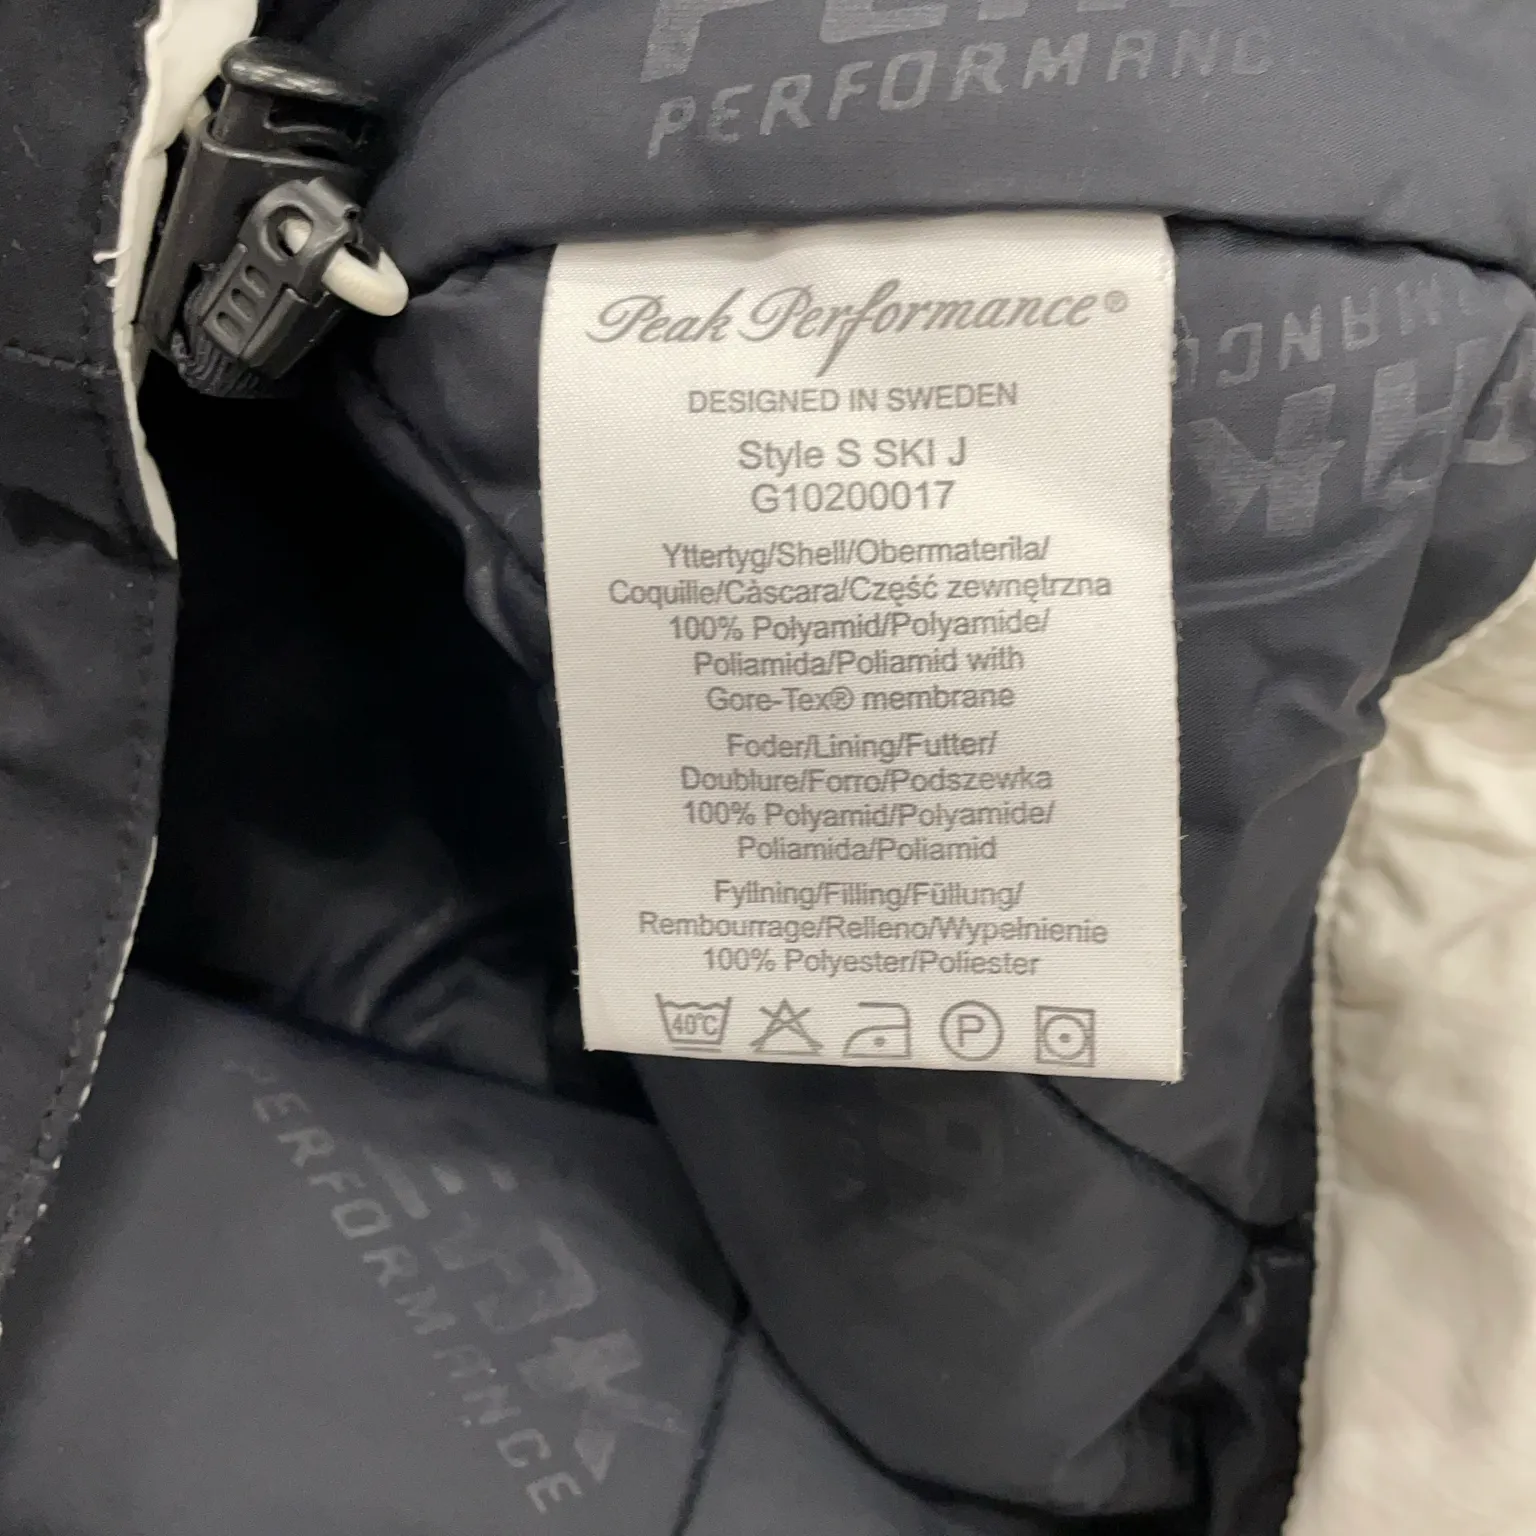 PERFORMANC
Peak Performance®
DESIGNED IN SWEDEN
Style S SKI J
G10200017
Yttertyg/Shell/Obermaterila/
Coquille/Càscara/Część zewnętrzna
100% Polyamid/Polyamide/
Poliamida/Poliamid with
Gore-Tex® membrane
Foder/Lining/Futter/
Doublure/Forro/Podszewka
100% Polyamid/Polyamide/
Poliamida/Poliamid
Fyllning/Filling/Füllung/
Rembourrage/Relleno/Wypełnienie
100% Polyester/Poliester
40°C
P
PERFORMANCE